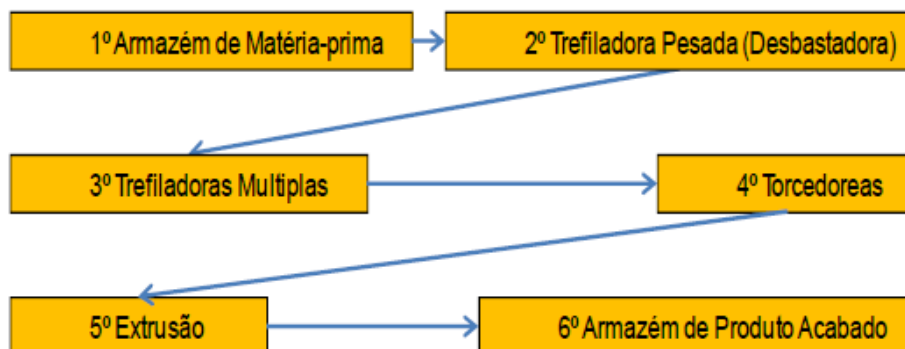 1º Armazém de Matéria-prima
2º Trefiladora Pesada (Desbastadora)
3º Trefiladoras Multiplas
4º Torcedoreas
5º Extrusão
6º Armazém de Produto Acabado